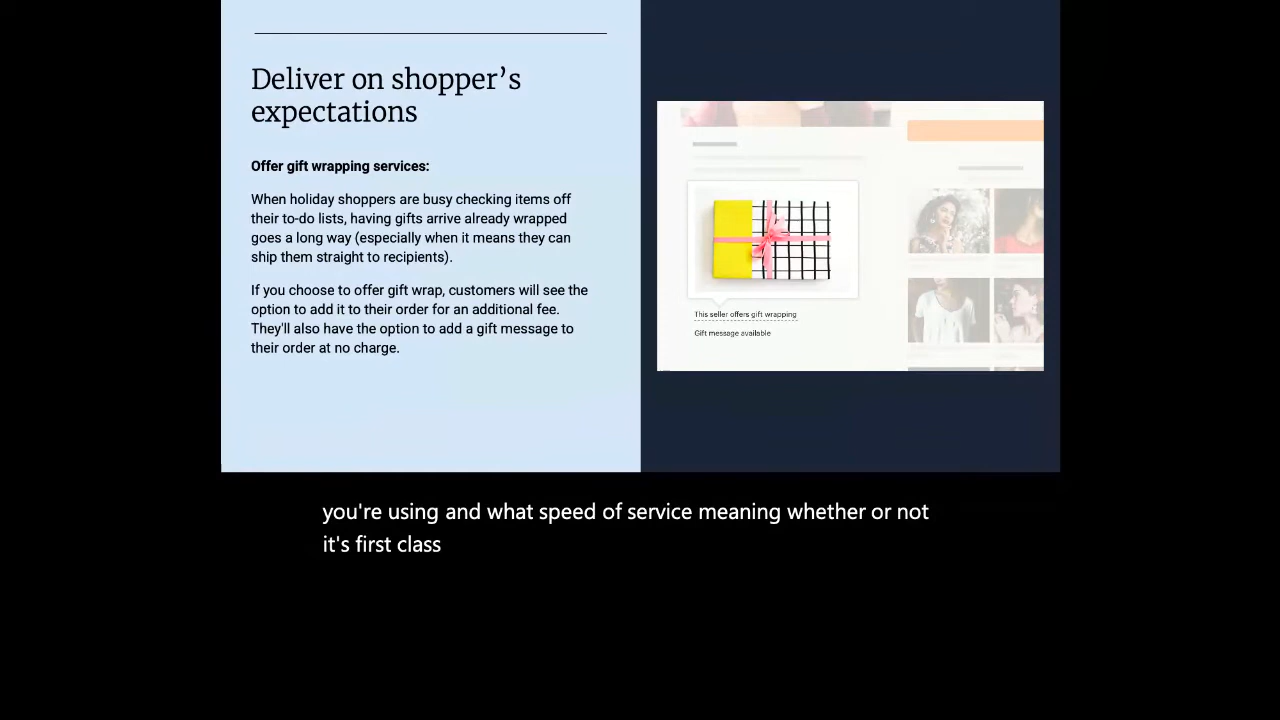 Deliver on shopper’s
expectations
Offer gift wrapping services:
When holiday shoppers are busy checking items off
their to-do lists, having gifts arrive already wrapped
goes a long way (especially when it means they can
ship them straight to recipients).
If you choose to offer gift wrap, customers will see the
option to add it to their order for an additional fee.
They'll also have the option to add a gift message to
their order at no charge.
This seller offers gift wrapping
Gift message available
you're using and what speed of service meaning whether or not
it's first class